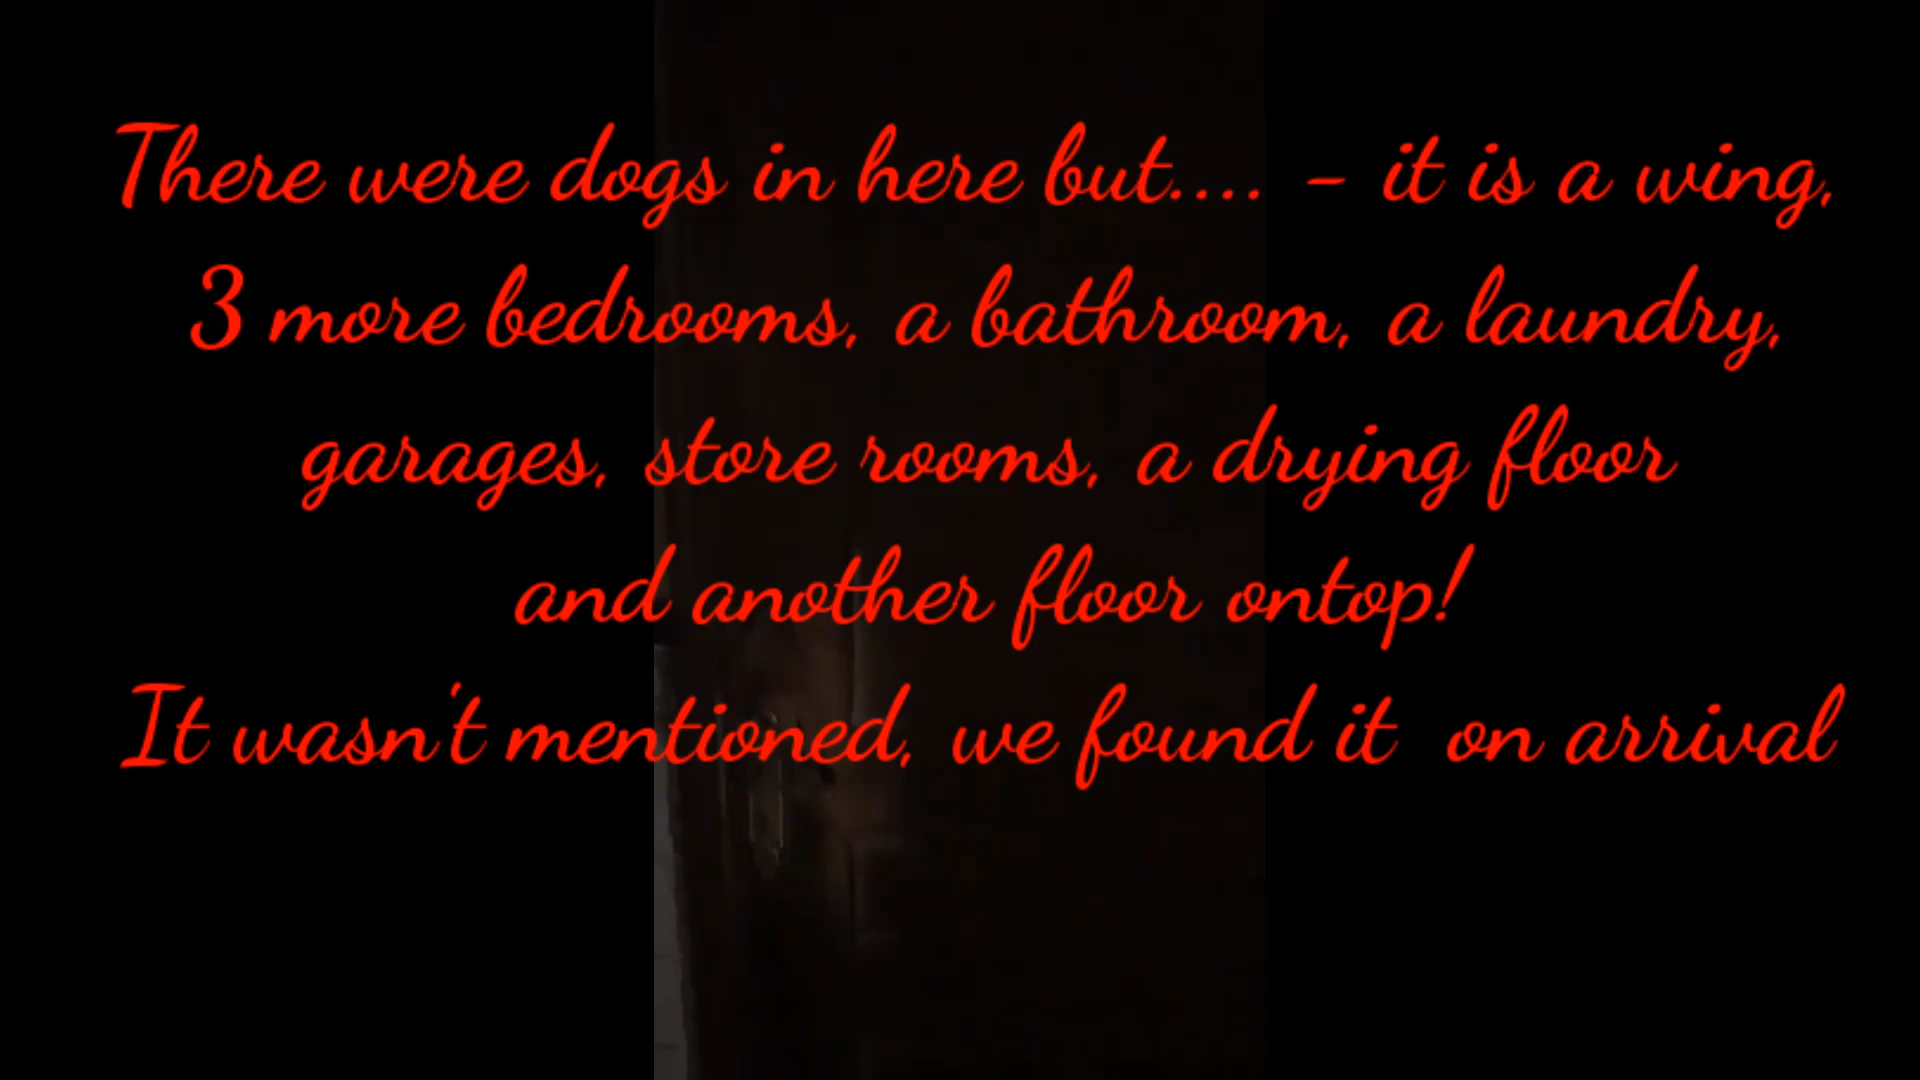 There were dogs in here but.... - it is a wing,
3 more bedrooms, a bathroom, a laundry,
garages, store rooms, a drying floor
and another floor ontop!
It wasn't mentioned, we found it on arrival